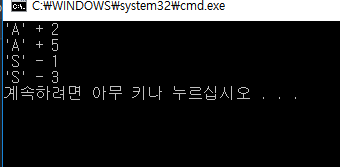 C:₩WINDOWS₩system32₩cmd.exe
'A' + 2
'A' + 5
'S' - 1
'S' - 3
계속하려면 아무 키나 누르십시오 . . .